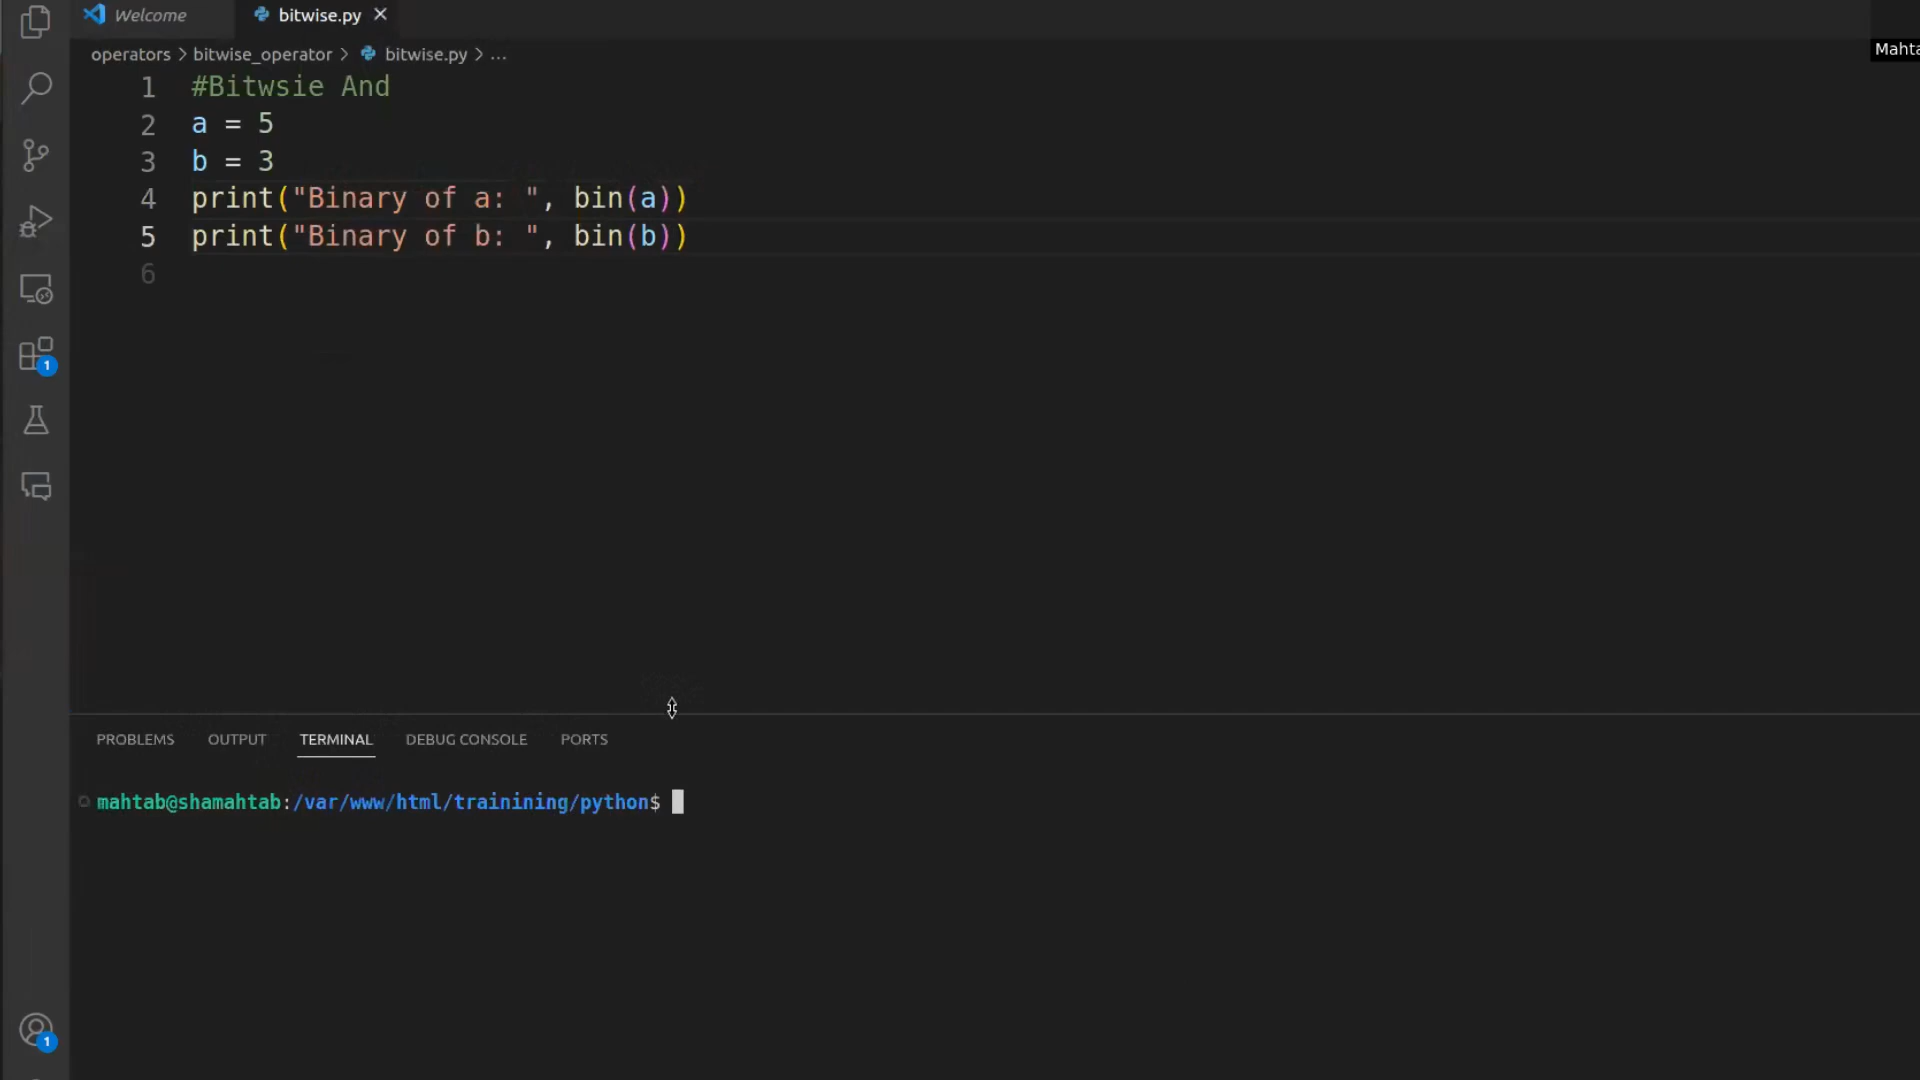 Welcome
bitwise.py
Mahta
operators > bitwise_operator > bitwise.py > ...
1 #Bitwsie And
2 a = 5
3 b = 3
4 print("Binary of a: ", bin(a))
5 print("Binary of b: ", bin(b))
6
1
PROBLEMS OUTPUT TERMINAL DEBUG CONSOLE PORTS
mahtab@shamahtab:/var/www/html/trainining/python$
1